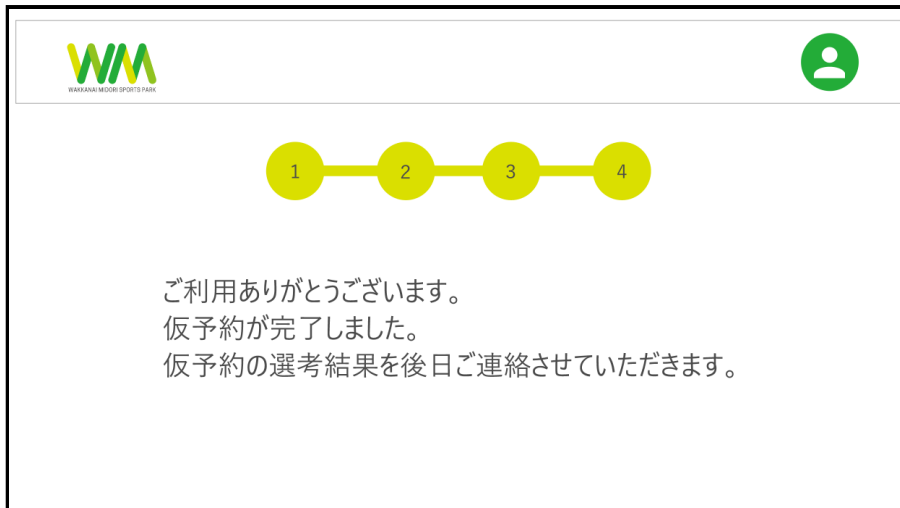 WM
WAKKANAI MIDORI SPORTS PARK
1 2 3 4
ご利用ありがとうございます。
仮予約が完了しました。
仮予約の選考結果を後日ご連絡させていただきます。